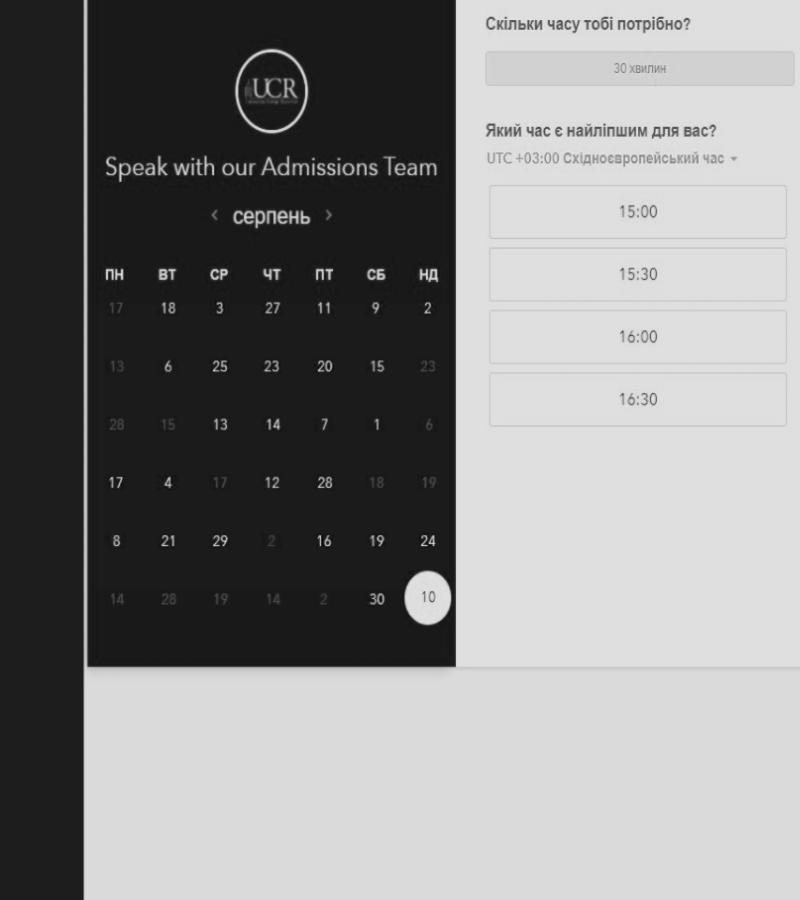 UCR
Speak with our Admissions Team
серпень
ПН ВТ СР ЧТ ПТ СБ НД
17 18 3 27 11 9 2
13 6 25 23 20 15 23
28 15 13 14 7 1 6
17 4 17 12 28 18 19
8 21 29 2 16 19 24
14 28 19 14 2 30 10
Скільки часу тобі потрібно?
30 хвилин
Який час є найліпшим для вас?
UTC +03:00 Східноєвропейський час
15:00
15:30
16:00
16:30